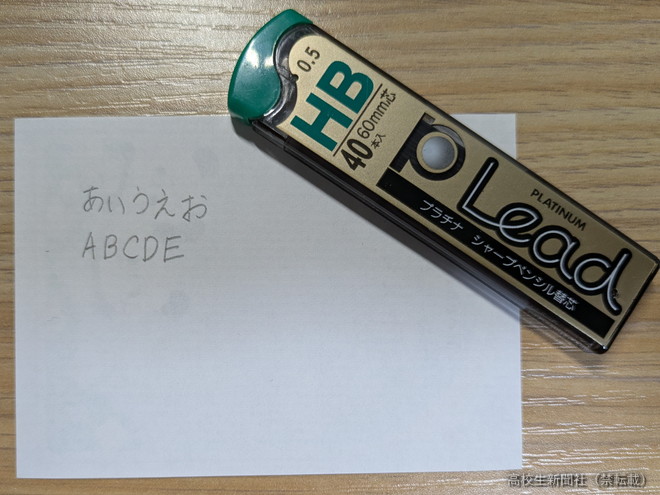 あいうえお
ABCDE
0.5
HB
40本入
60mm芯
P
Lead
PLATINUM
プラチナ シャープペンシル替芯
高校生新聞社（禁転載）